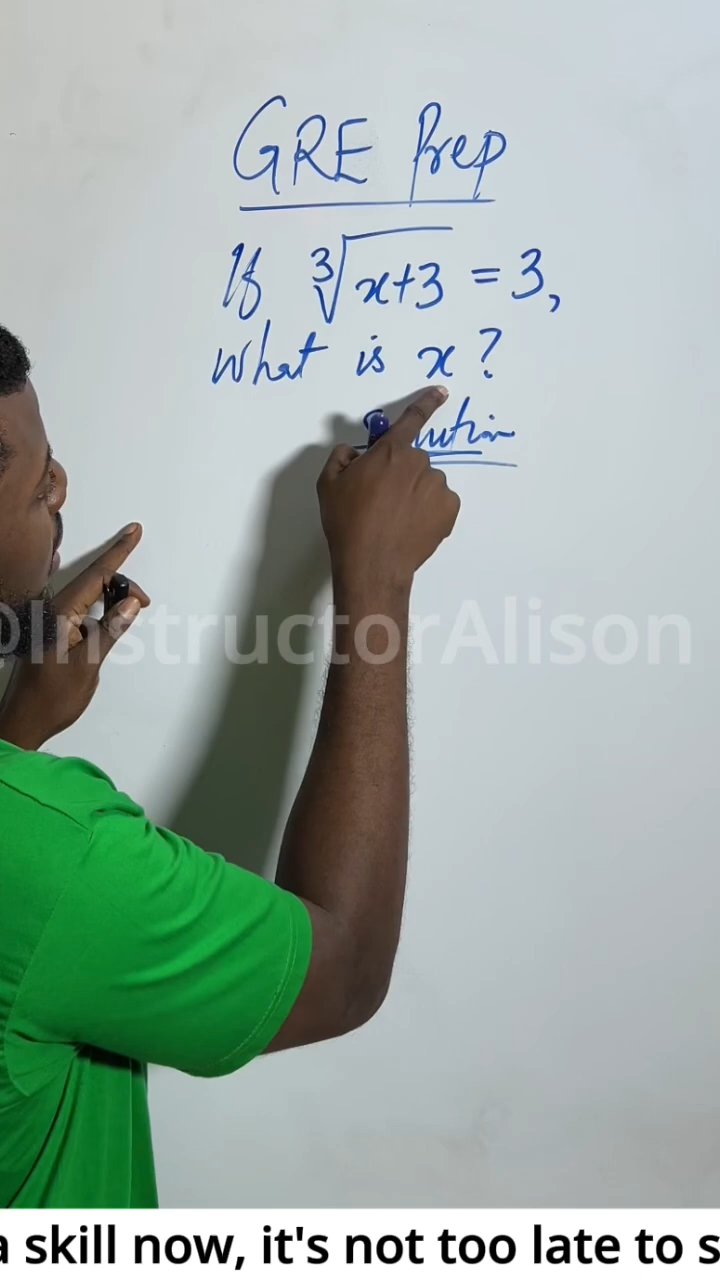 GRE Prep
If ∛x+3 = 3,
What is x?
@InstructorAlison
a skill now, it's not too late to s